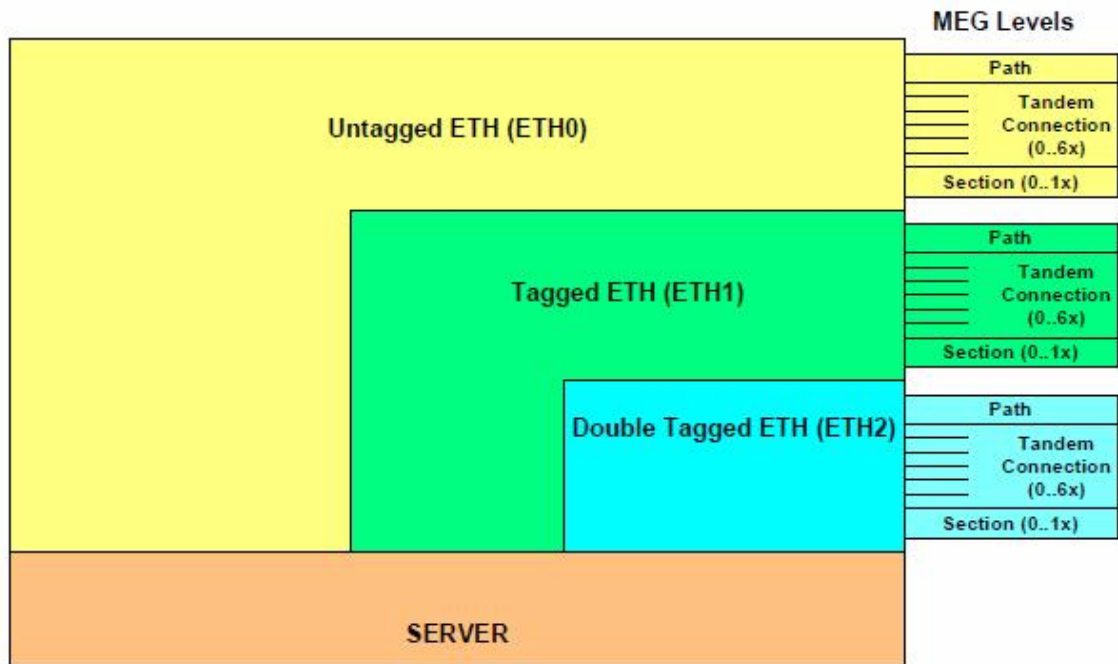 MEG Levels
Path
Untagged ETH (ETH0)
Tandem
Connection
(0..6x)
Section (0..1x)
Path
Tagged ETH (ETH1)
Tandem
Connection
(0..6x)
Section (0..1x)
Path
Double Tagged ETH (ETH2)
Tandem
Connection
(0..6x)
Section (0..1x)
SERVER